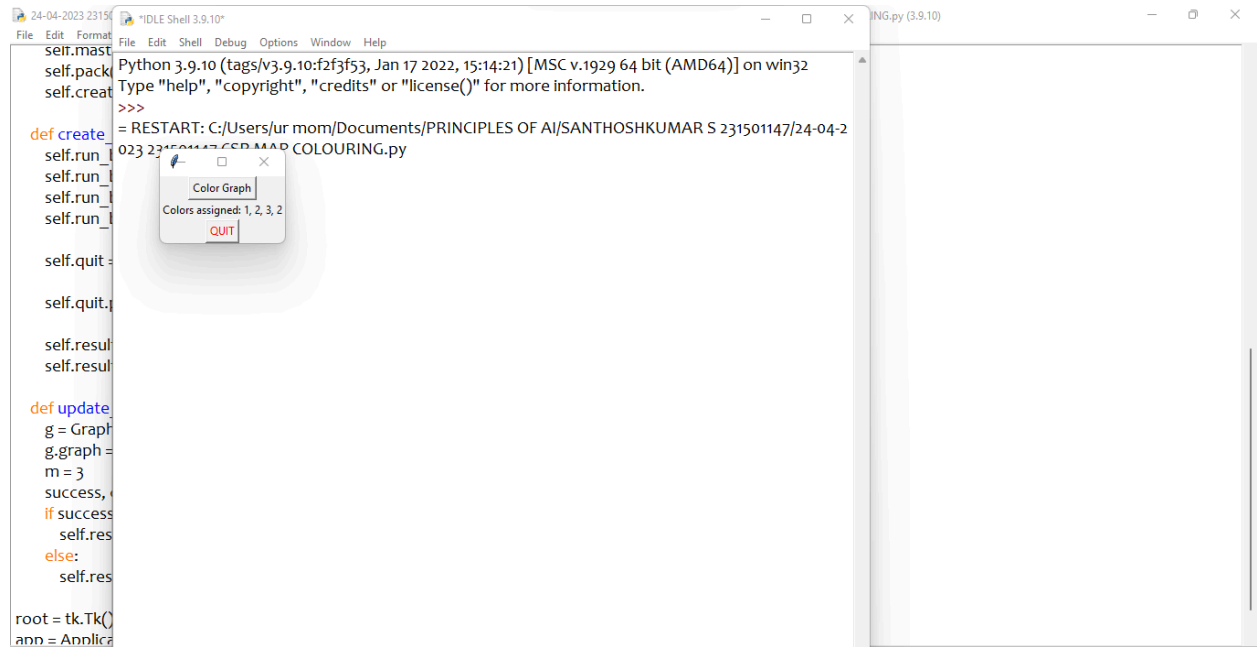 24-04-2023 2315
*IDLE Shell 3.9.10*
NG.py (3.9.10)
File Edit Format
File Edit Shell Debug Options Window Help
self.mast
self.pack(
self.creat
def create_
self.run_
self.run_
self.run_
self.run_
self.quit =
self.quit.
self.resul
self.resul
def update_
g = Graph
g.graph =
m = 3
success,
if success
self.res
else:
self.res
root = tk.Tk()
app = Applica
Python 3.9.10 (tags/v3.9.10:f2f3f53, Jan 17 2022, 15:14:21) [MSC v.1929 64 bit (AMD64)] on win32
Type "help", "copyright", "credits" or "license()" for more information.
>>>
= RESTART: C:/Users/ur mom/Documents/PRINCIPLES OF AI/SANTHOSHKUMAR S 231501147/24-04-2
023 231501147 CSP MAP COLOURING.py
Color Graph
Colors assigned: 1, 2, 3, 2
QUIT